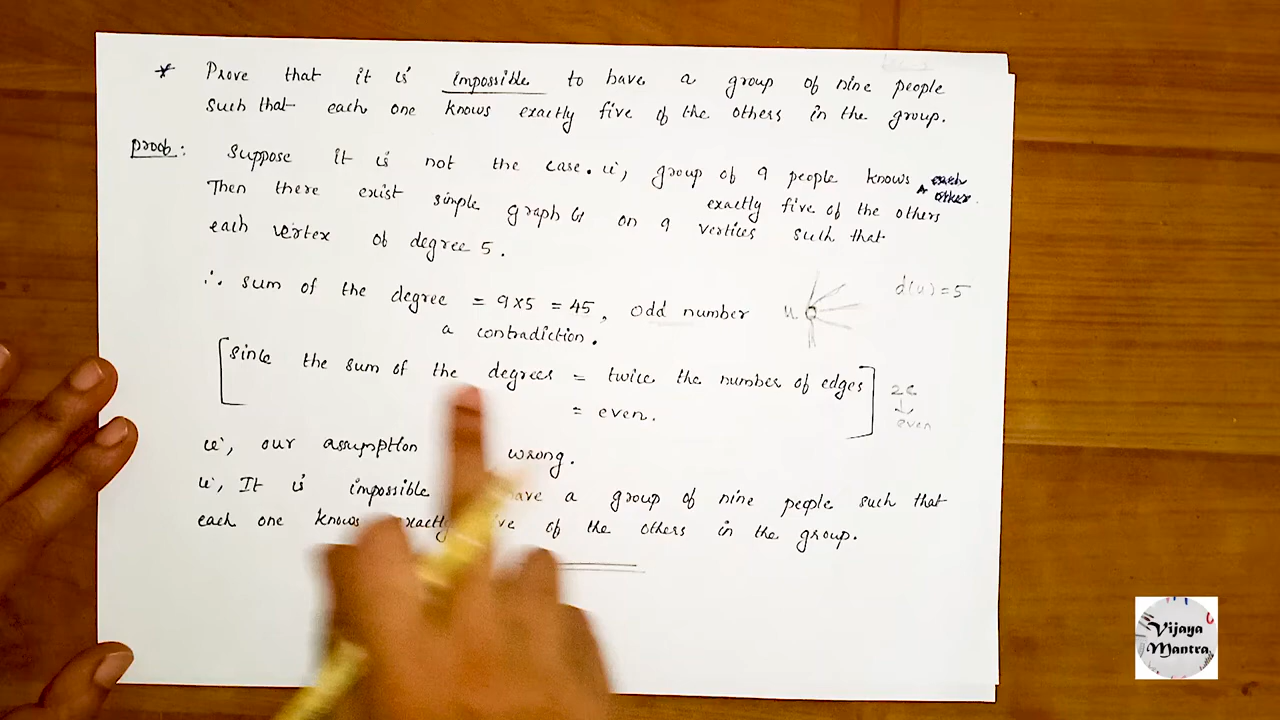 * Prove that it is impossible to have a group of nine people
such that each one knows exactly five of the others in the group.
Proof: Suppose it is not the case. ie, group of 9 people knows
exactly five of the others
Then there exist simple graph G on 9 vertices such that
each vertex of degree 5.
∴ sum of the degree = 9×5 = 45, odd number
a contradiction.
u d(u)=5
[since the sum of the degrees = twice the number of edges]
= even.
2e
↓
even
ie, our assumption wrong.
ie, It is impossible have a group of nine people such that
each one knows of the others in the group.
Vijaya
Mantra